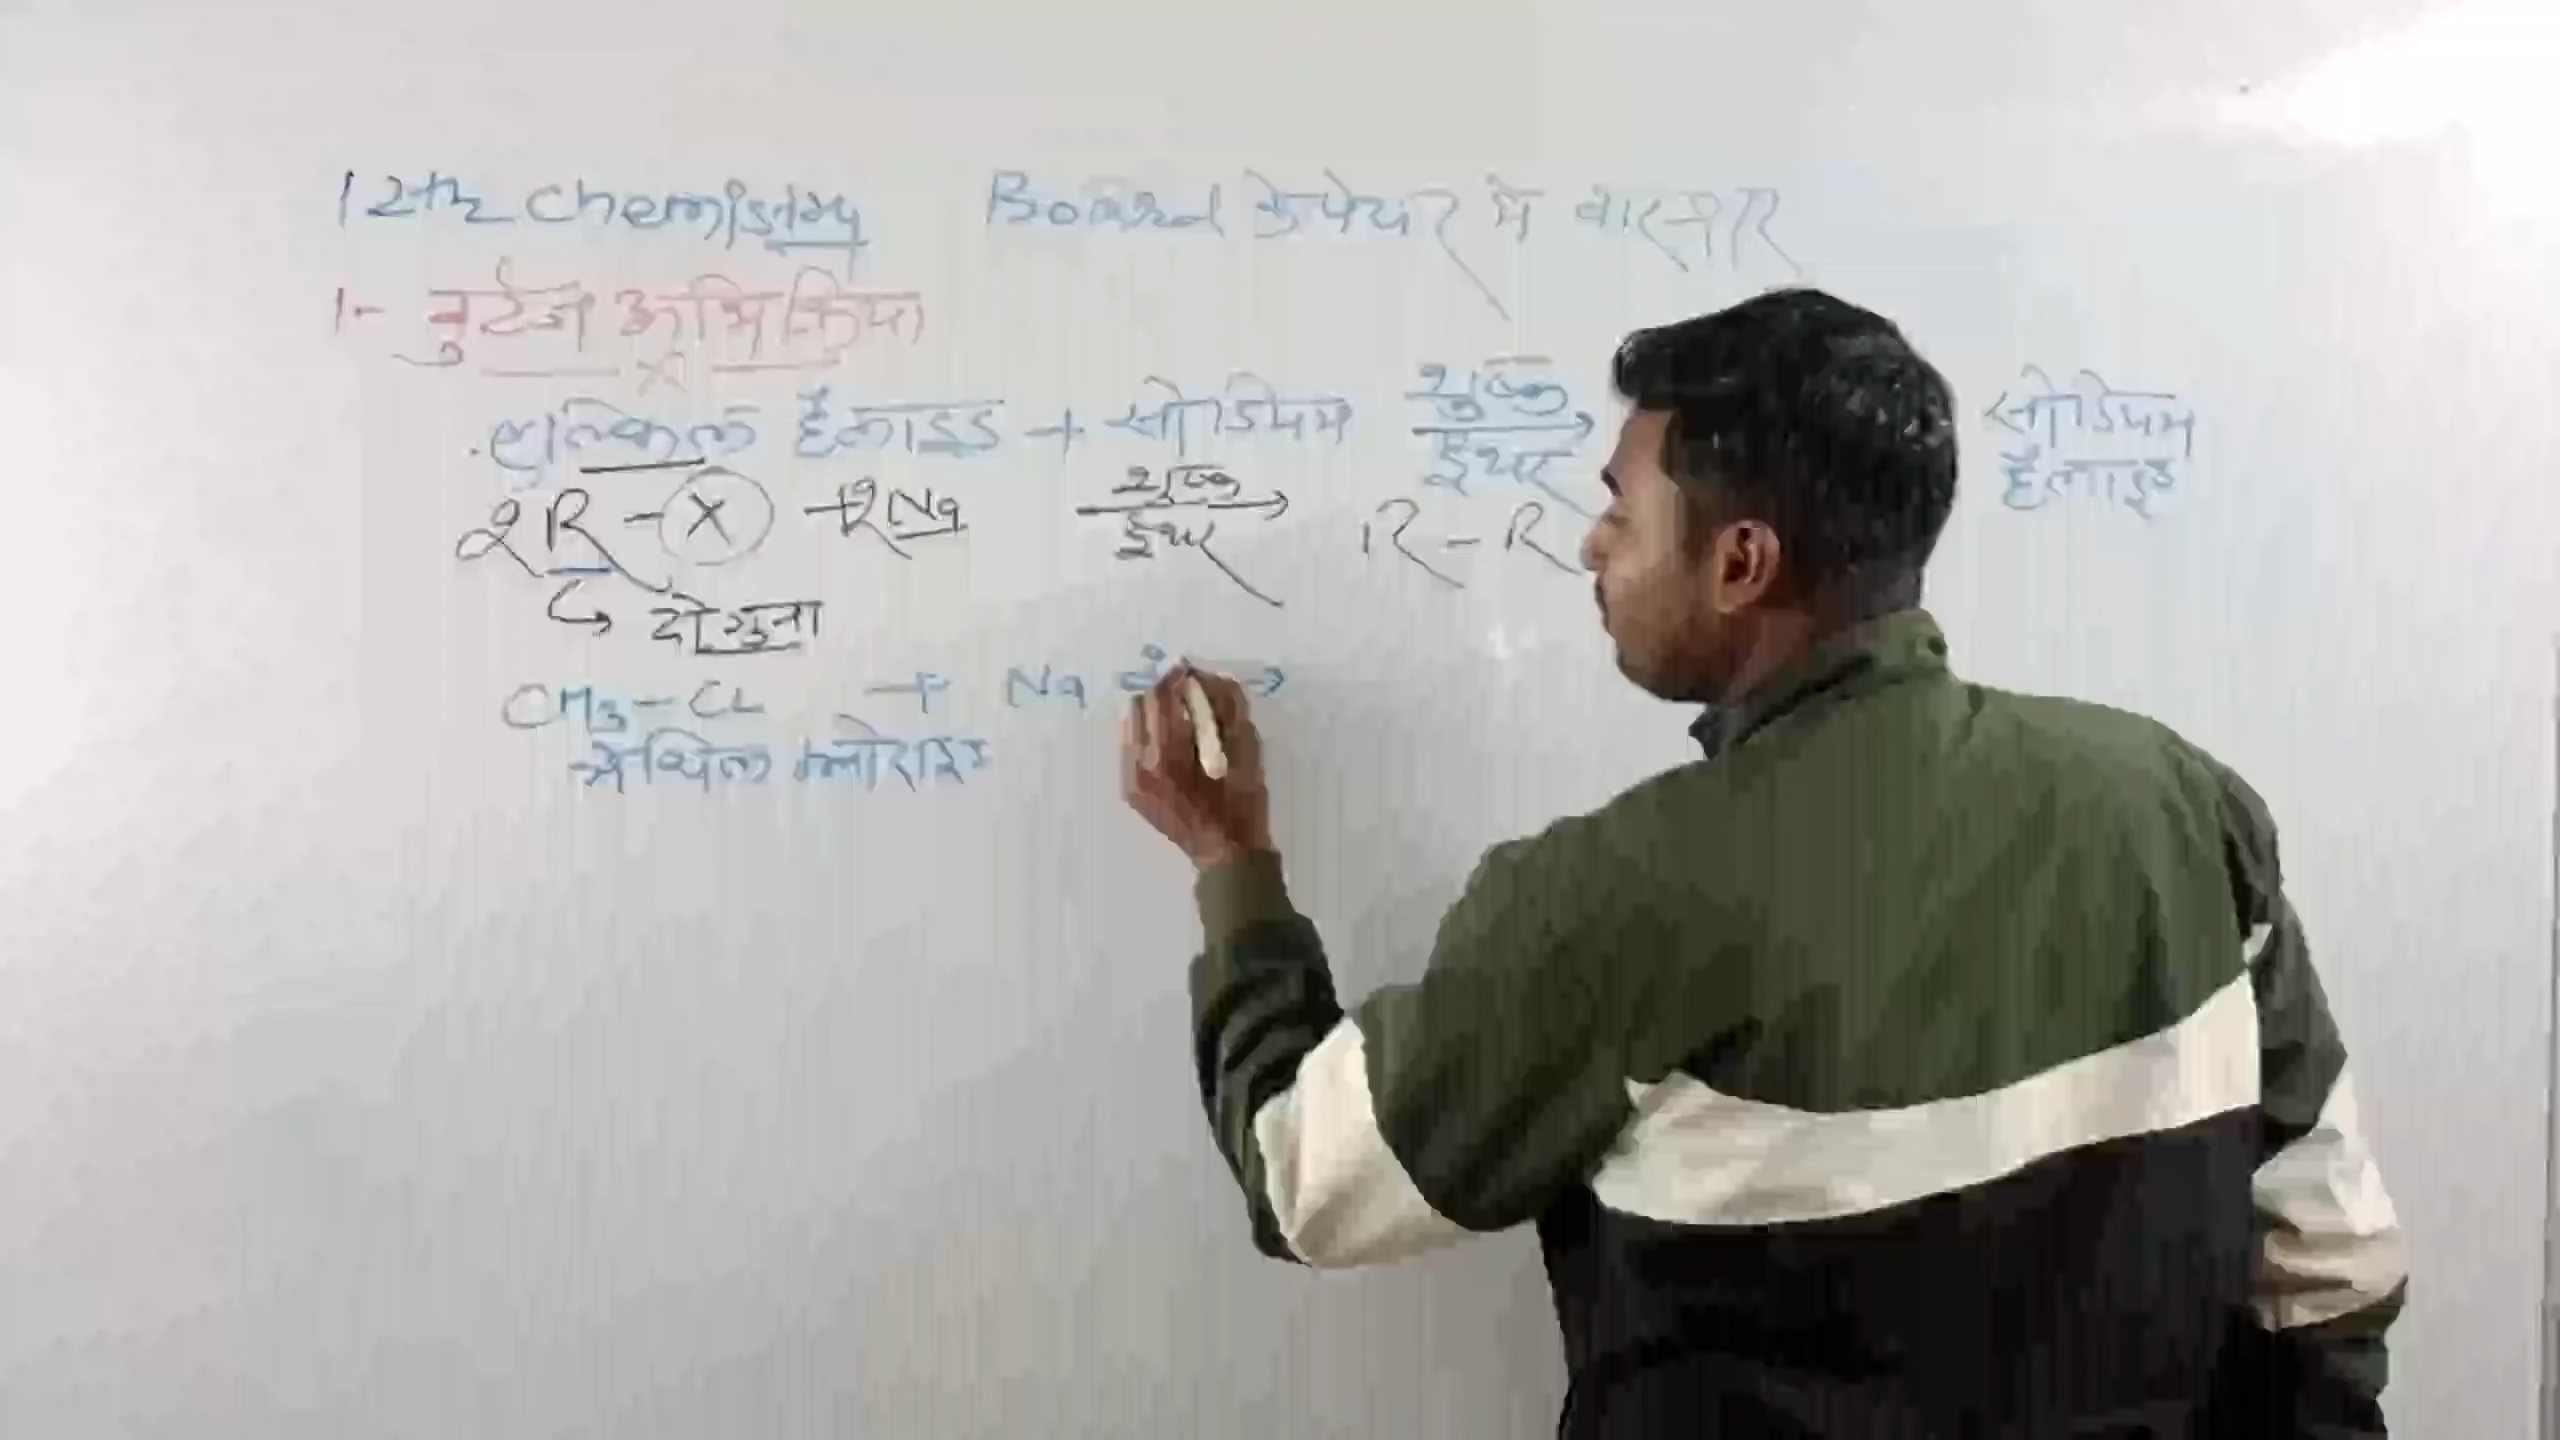 12th Chemistry Board के पेपर में बार-बार
1- वुर्टज अभिक्रिया
एल्किल हैलाइड + सोडियम शुष्क ईथर → सोडियम हैलाइड
2R-X +2Na शुष्क ईथर → R-R
↳ दोगुना
CH3-CL + Na →
मेथिल क्लोराइड